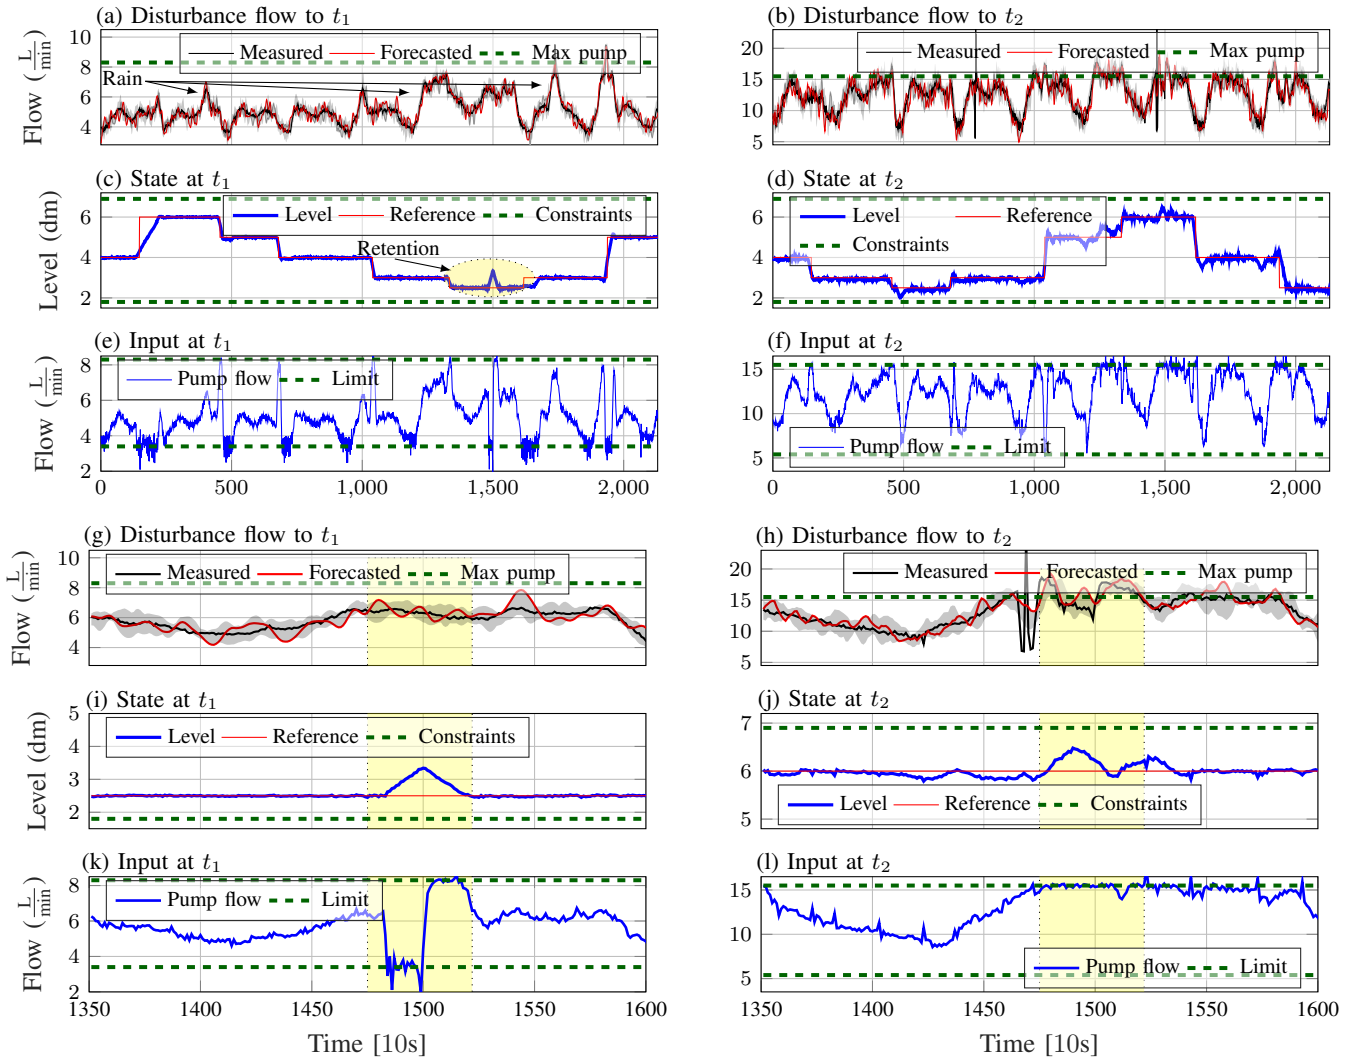 (a) Disturbance flow to t1
Flow (L/min)
10
8
6
4
Measured Forecasted Max pump
Rain
(b) Disturbance flow to t2
20
15
10
5
Measured Forecasted Max pump
(c) State at t1
Level (dm)
6
4
2
Level Reference Constraints
Retention
(d) State at t2
6
4
2
Level Reference
Constraints
(e) Input at t1
Flow (L/min)
8
6
4
2
Pump flow Limit
0 500 1,000 1,500 2,000
(f) Input at t2
15
10
5
Pump flow Limit
0 500 1,000 1,500 2,000
(g) Disturbance flow to t1
Flow (L/min)
10
8
6
4
Measured Forecasted Max pump
(h) Disturbance flow to t2
20
15
10
5
Measured Forecasted Max pump
(i) State at t1
Level (dm)
5
4
3
2
Level Reference Constraints
(j) State at t2
7
6
5
Level Reference Constraints
(k) Input at t1
Flow (L/min)
8
6
4
2
Pump flow Limit
1350 1400 1450 1500 1550 1600
Time [10s]
(l) Input at t2
15
10
5
Pump flow Limit
1350 1400 1450 1500 1550 1600
Time [10s]